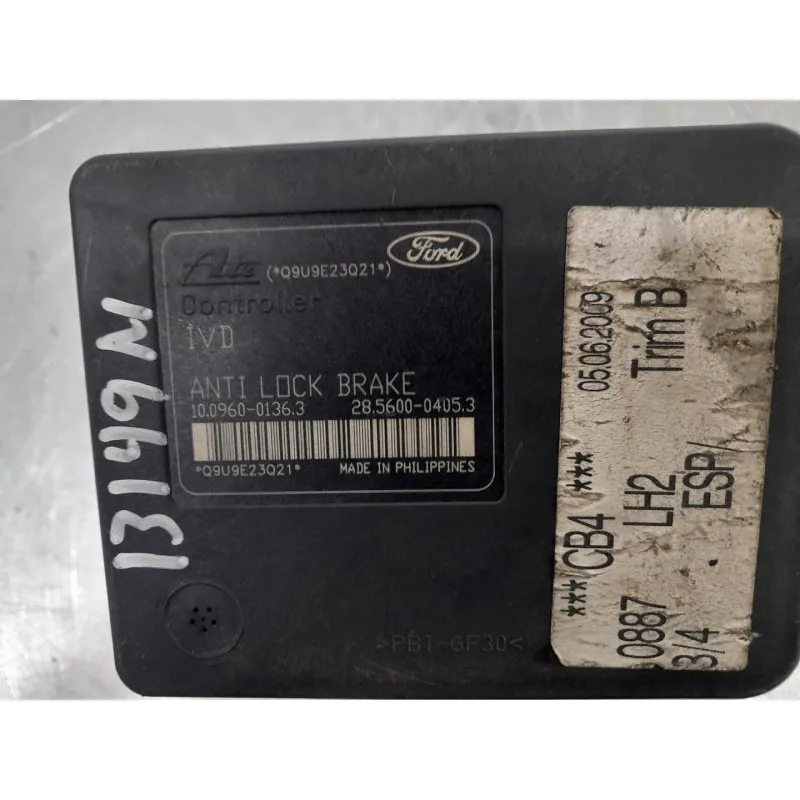 Ate (*Q9U9E23Q21*) Ford
Controller
IVD
ANTI LOCK BRAKE
10.0960-0136.3 28.5600-0405.3
*Q9U9E23Q21* MADE IN PHILIPPINES
13149M
>PBT-GF30<
***CB4 *** 05.06.2009
0887 LH2 Trim B
3/4 ESP/